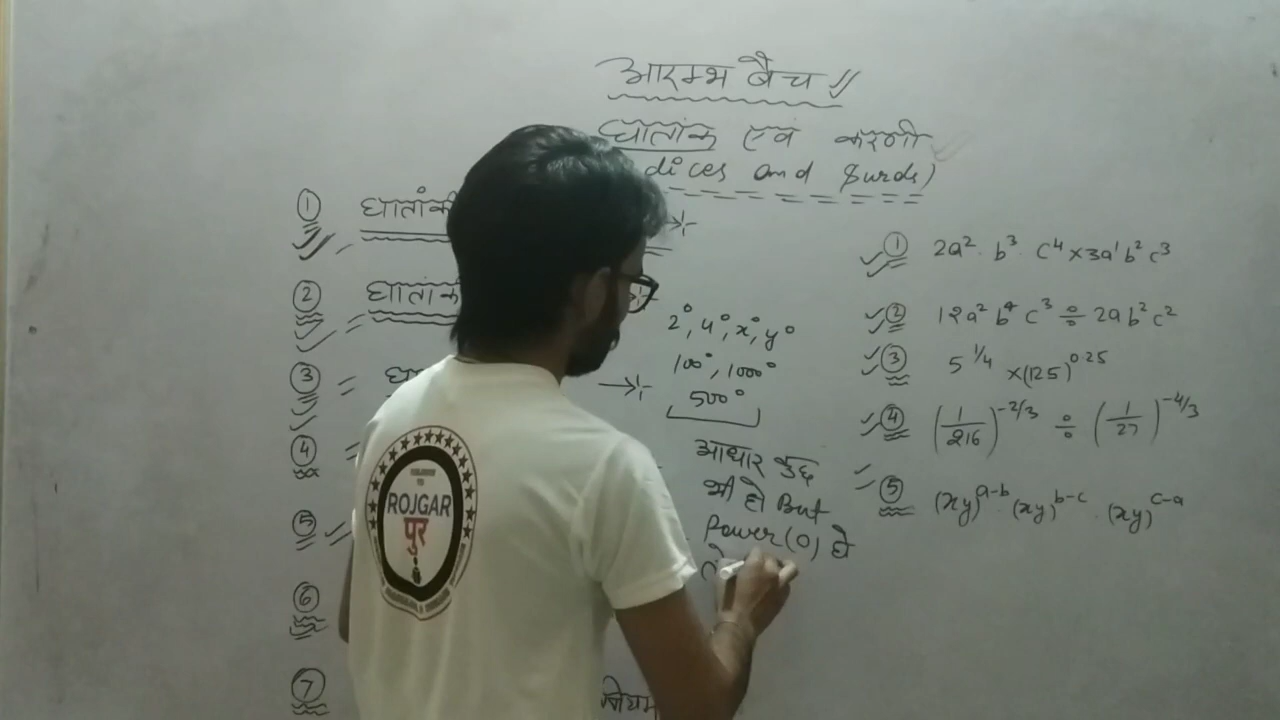 आरम्भ बैच //
घातांक एवं करणी
dices and Surds)
①
②
③
④
⑤
⑥
⑦
2⁰, 4⁰, x⁰, y⁰
100⁰, 1000⁰
500⁰
आधार कुछ
भी हो But
Power (0) हो
नियम
① 2a². b³. c⁴ × 3a¹ b² c³
② 12a² b⁴ c³ ÷ 2ab² c²
③ 5^1/4 × (125)^0.25
④ (1/216)^-2/3 ÷ (1/27)^-4/3
⑤ (xy)^a-b . (xy)^b-c . (xy)^c-a
ROJGAR
पुर